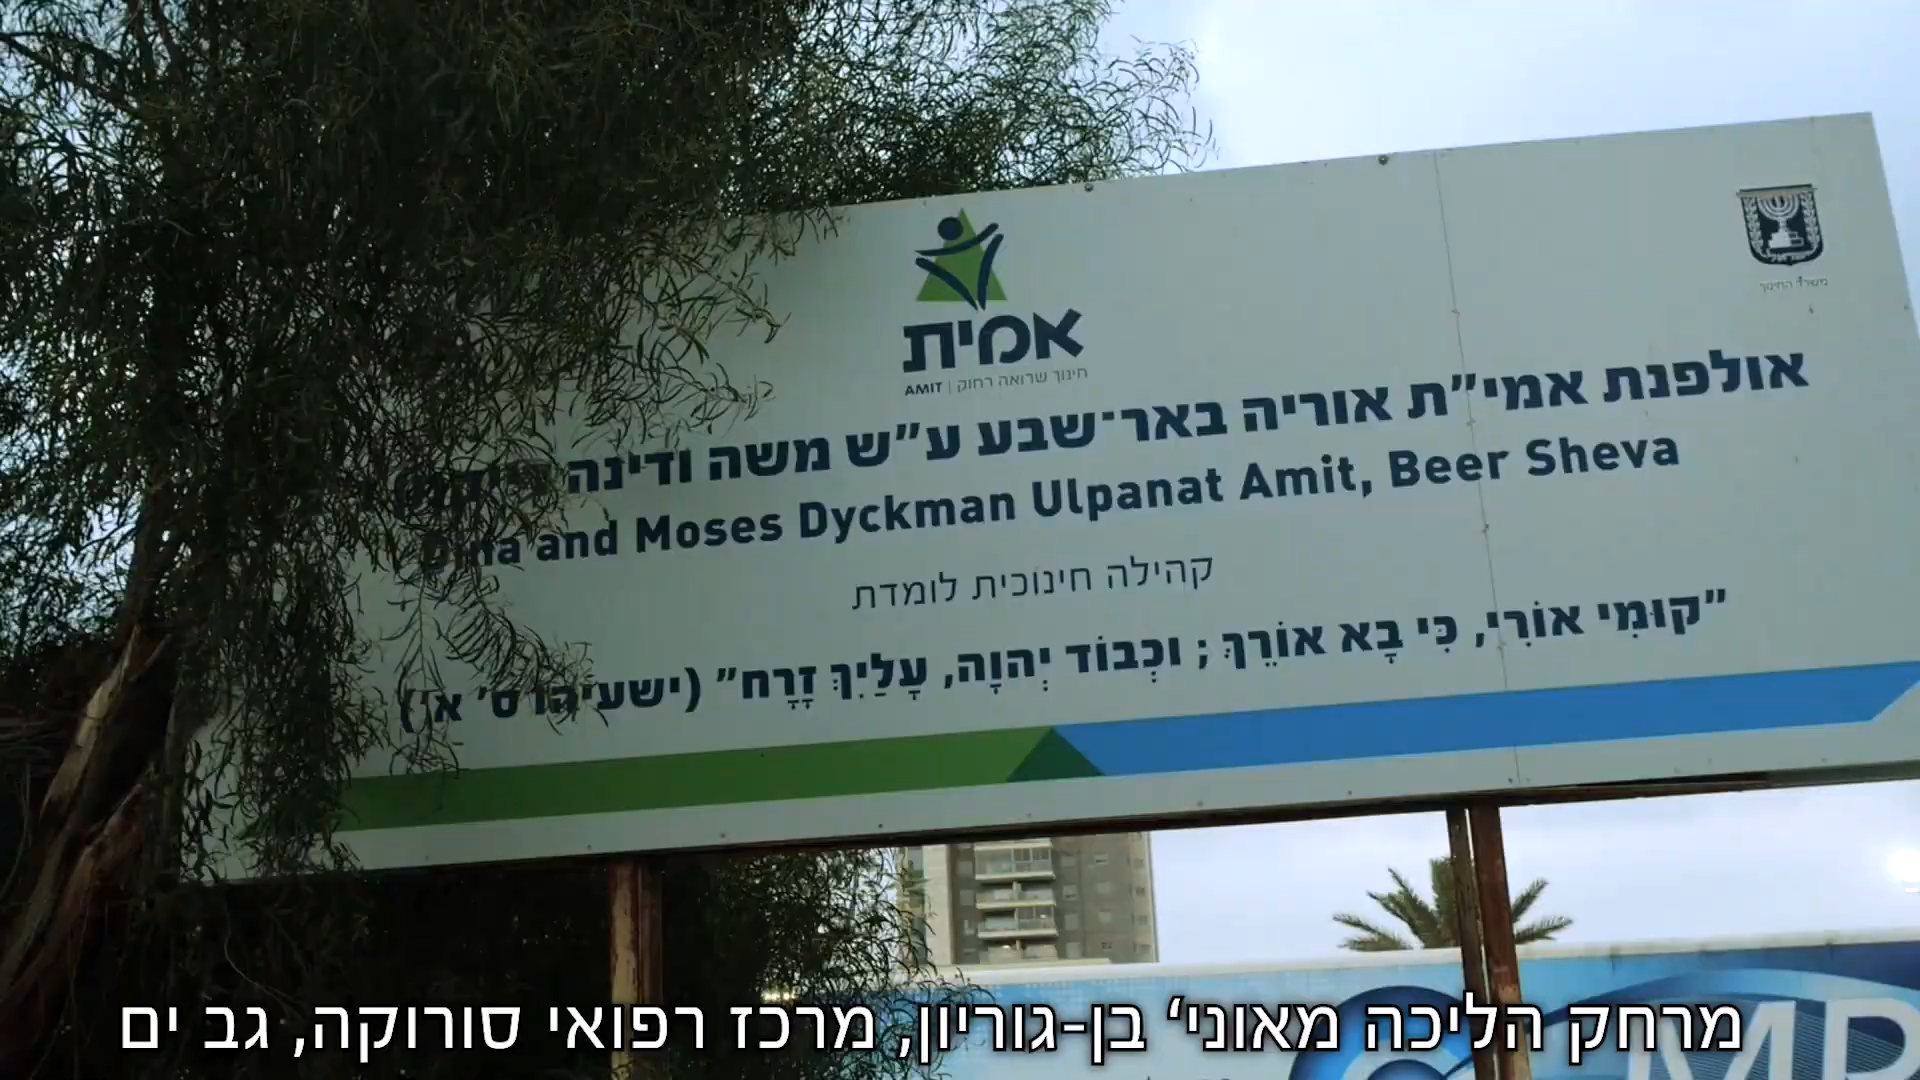 אמית
AMIT | חינוך שרואה רחוק
משרד החינוך
אולפנת אמי"ת אוריה באר־שבע ע"ש משה ודינה
Dina and Moses Dyckman Ulpanat Amit, Beer Sheva
קהילה חינוכית לומדת
"קוּמִי אוֹרִי, כִּי בָא אוֹרֵךְ ; וּכְבוֹד יְהוָה, עָלַיִךְ זָרָח" (ישעיהו ס' א')
מרחק הליכה מאוני' בן-גוריון, מרכז רפואי סורוקה, גב ים